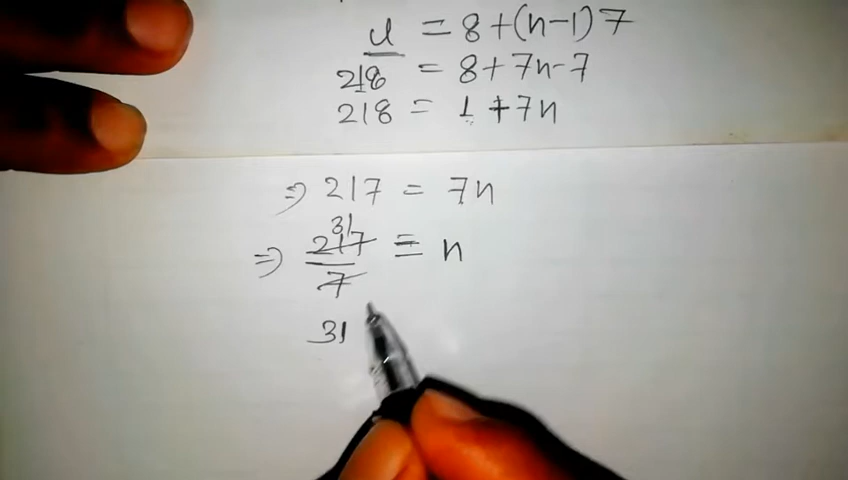 u = 8+(n-1)7
218 = 8+7n-7
218 = 1+7n
⇒ 217 = 7n
31
⇒ 217/7 = n
31